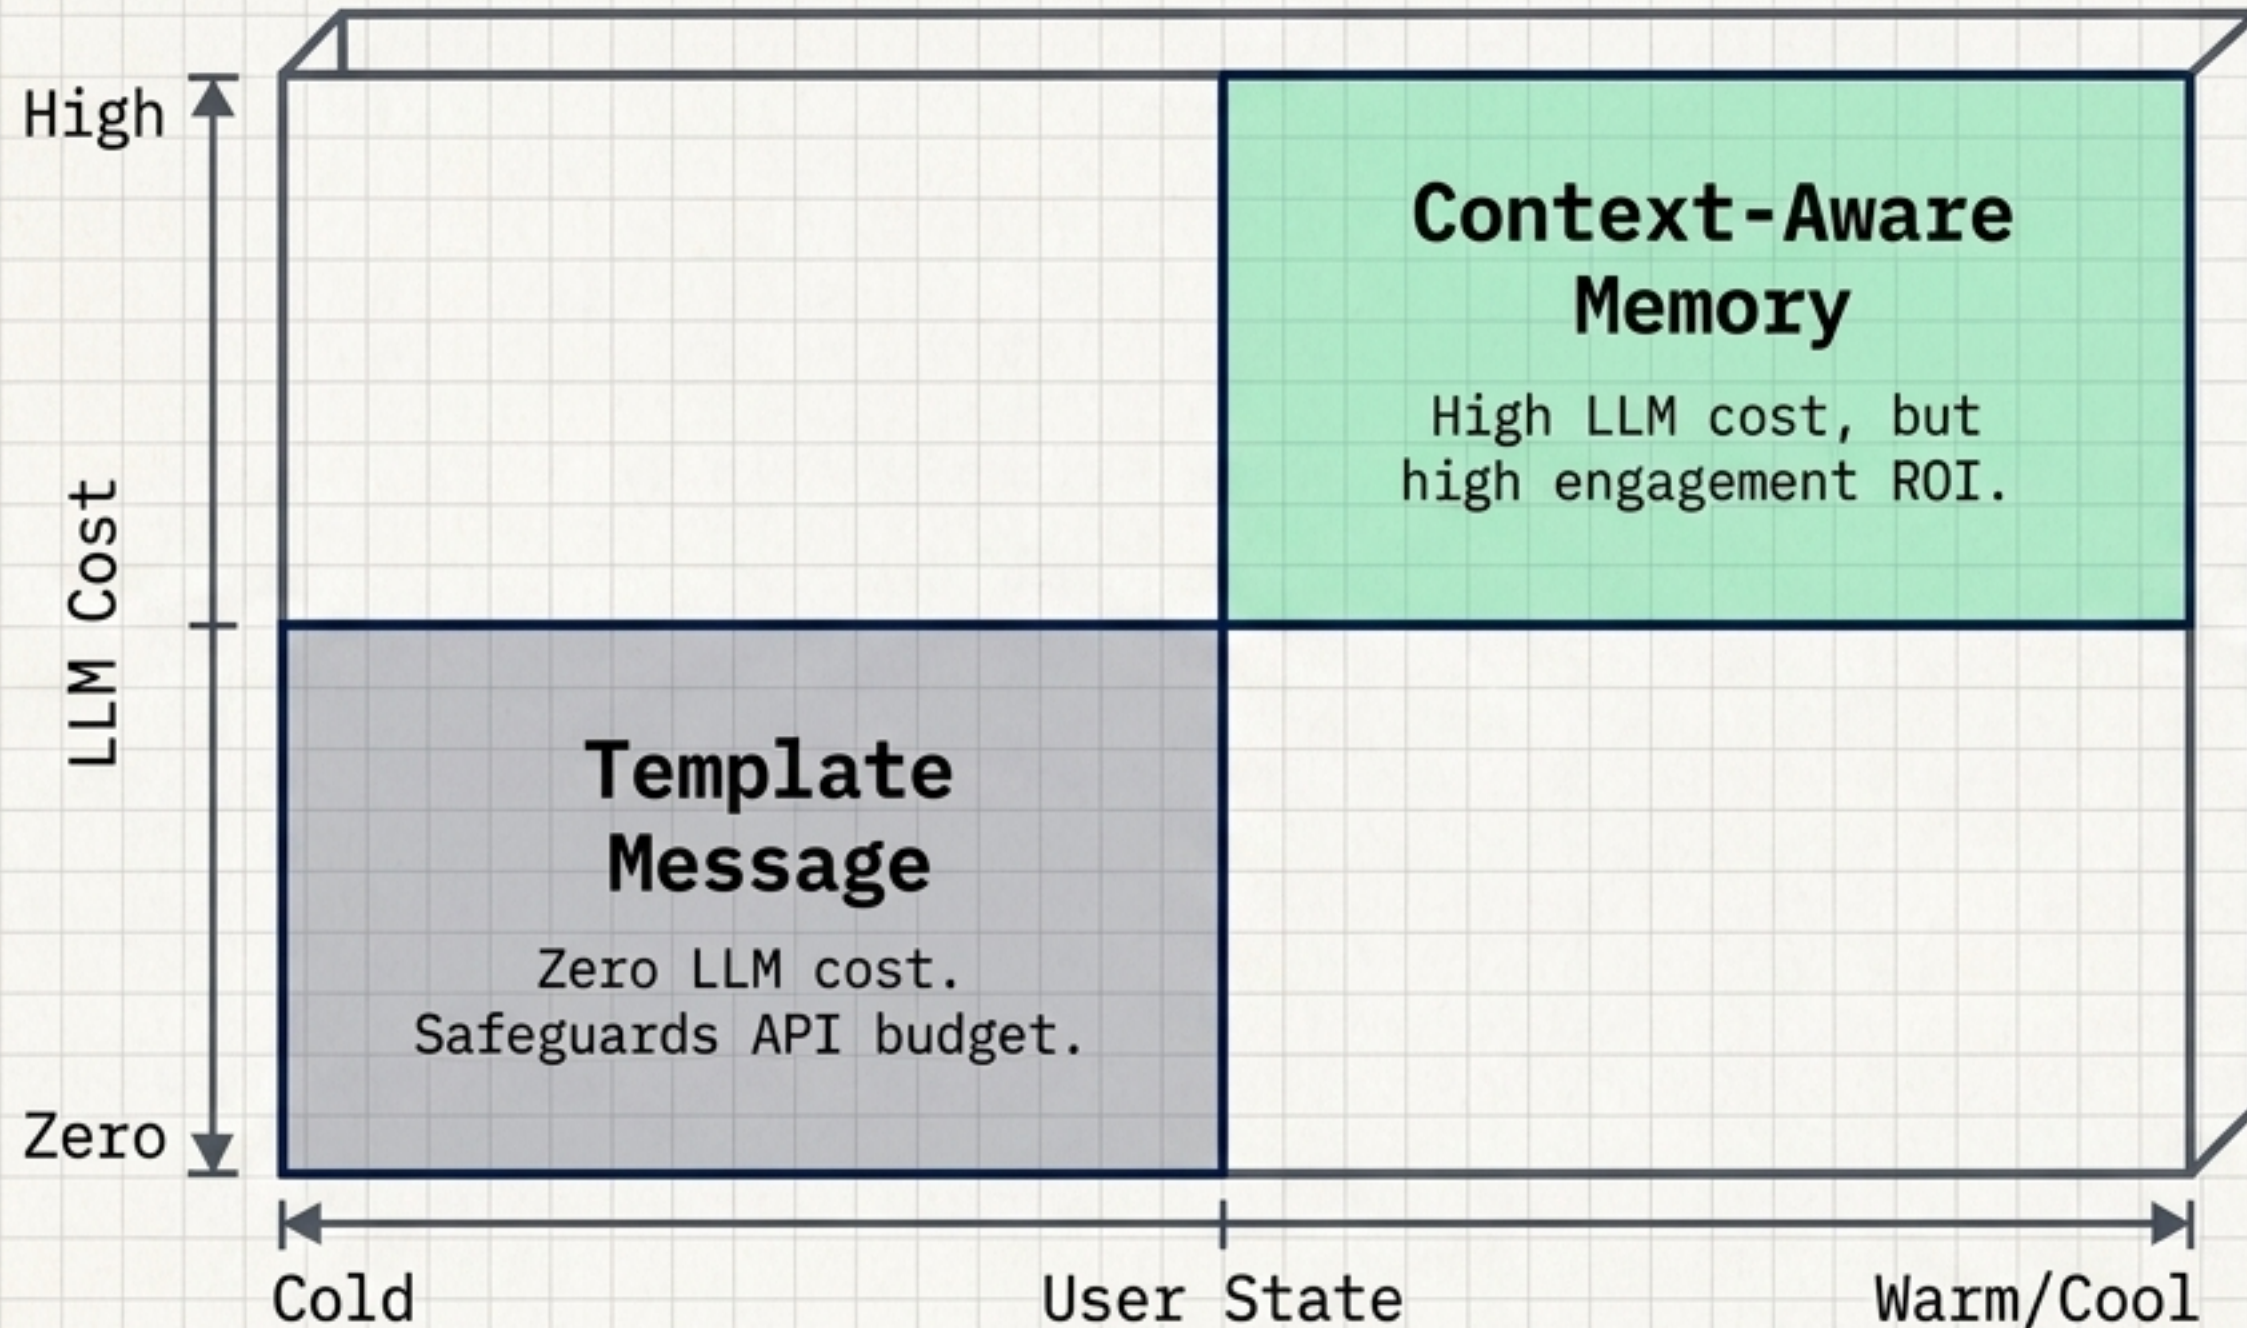 High
Context-Aware
Memory
High LLM cost, but
high engagement ROI.
LLM Cost
Template
Message
Zero LLM cost.
Safeguards API budget.
Zero
Cold
User State
Warm/Cool